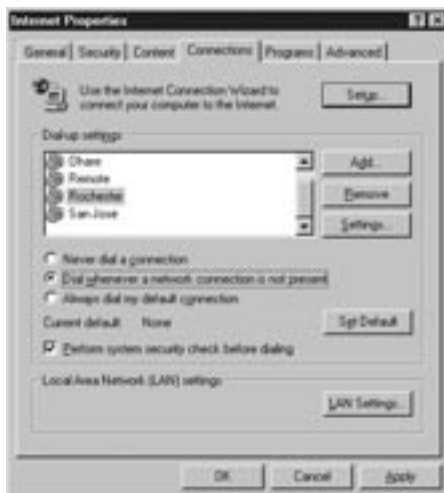 Internet Properties
General Security Content Connections Programs Advanced
Use the Internet Connection Wizard to
connect your computer to the Internet.
Setup...
Dial-up settings
Ohare
Remote
Rochester
San Jose
Add...
Remove
Settings...
Never dial a connection
Dial whenever a network connection is not present
Always dial my default connection
Current default: None
Set Default
Perform system security check before dialing
Local Area Network (LAN) settings
LAN Settings...
OK Cancel Apply